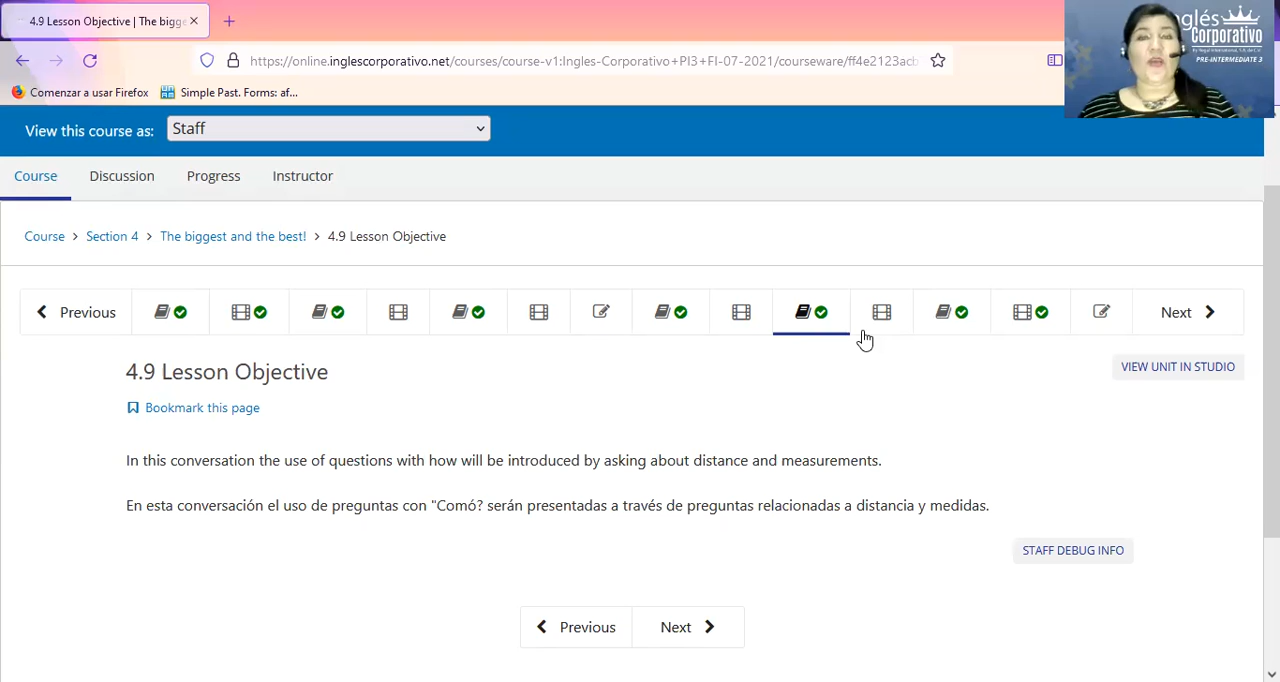 4.9 Lesson Objective | The bigge
https://online.inglescorporativo.net/courses/course-v1:Ingles-Corporativo+PI3+FI-07-2021/courseware/ff4e2123acb
Comenzar a usar Firefox Simple Past. Forms: af...
nglés
Corporativo
PRE-INTERMEDIATE 3
View this course as: Staff
Course Discussion Progress Instructor
Course > Section 4 > The biggest and the best! > 4.9 Lesson Objective
Previous Next
4.9 Lesson Objective
VIEW UNIT IN STUDIO
Bookmark this page
In this conversation the use of questions with how will be introduced by asking about distance and measurements.
En esta conversación el uso de preguntas con "Comó? serán presentadas a través de preguntas relacionadas a distancia y medidas.
STAFF DEBUG INFO
Previous Next